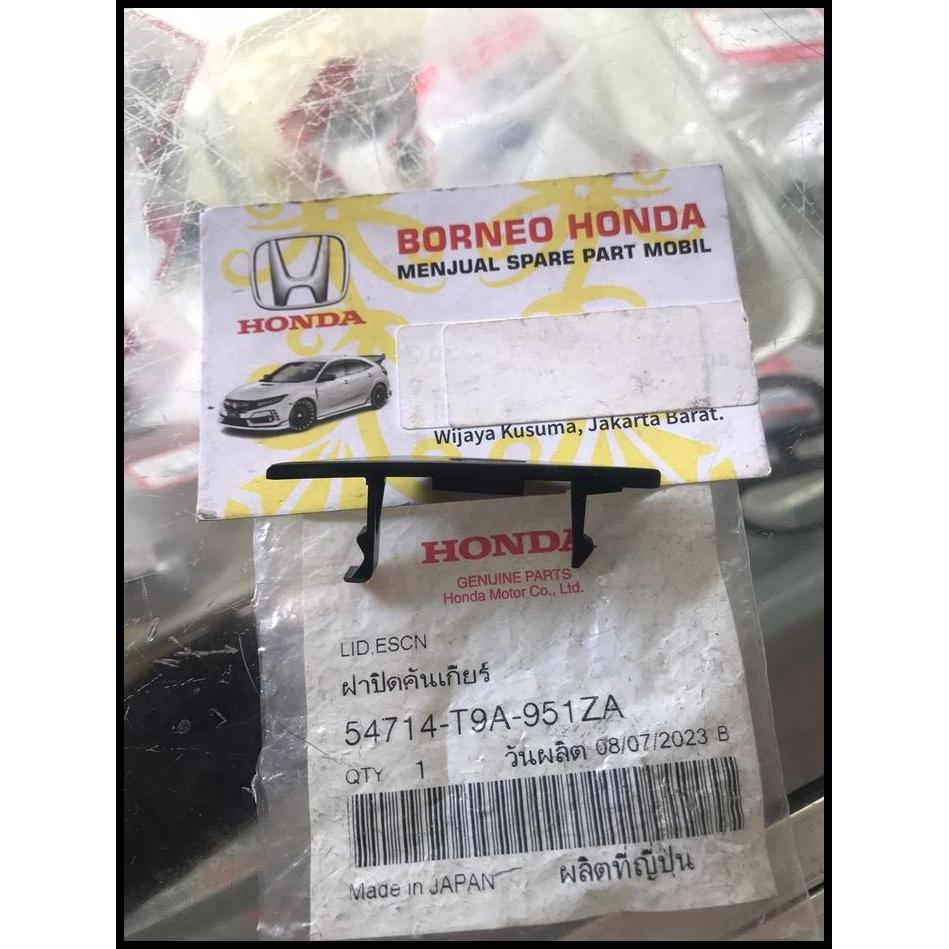 BORNEO HONDA
MENJUAL SPARE PART MOBIL
HONDA
Wijaya Kusuma, Jakarta Barat.
HONDA
GENUINE PARTS
Honda Motor Co., Ltd.
LID,ESCN
ฝาปิดคันเกียร์
54714-T9A-951ZA
วันผลิต 08/07/2023 B
QTY 1
Made in JAPAN
ผลิตที่ญี่ปุ่น